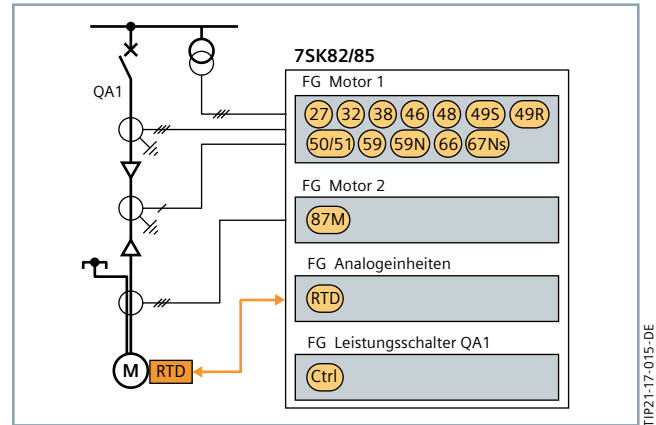 7SK82/85
FG Motor 1
QA1
27 32 38 46 48 49S 49R
50/51 59 59N 66 67Ns
FG Motor 2
87M
FG Analogeinheiten
RTD
FG Leistungsschalter QA1
Ctrl
M RTD
TIP21-17-015-DE